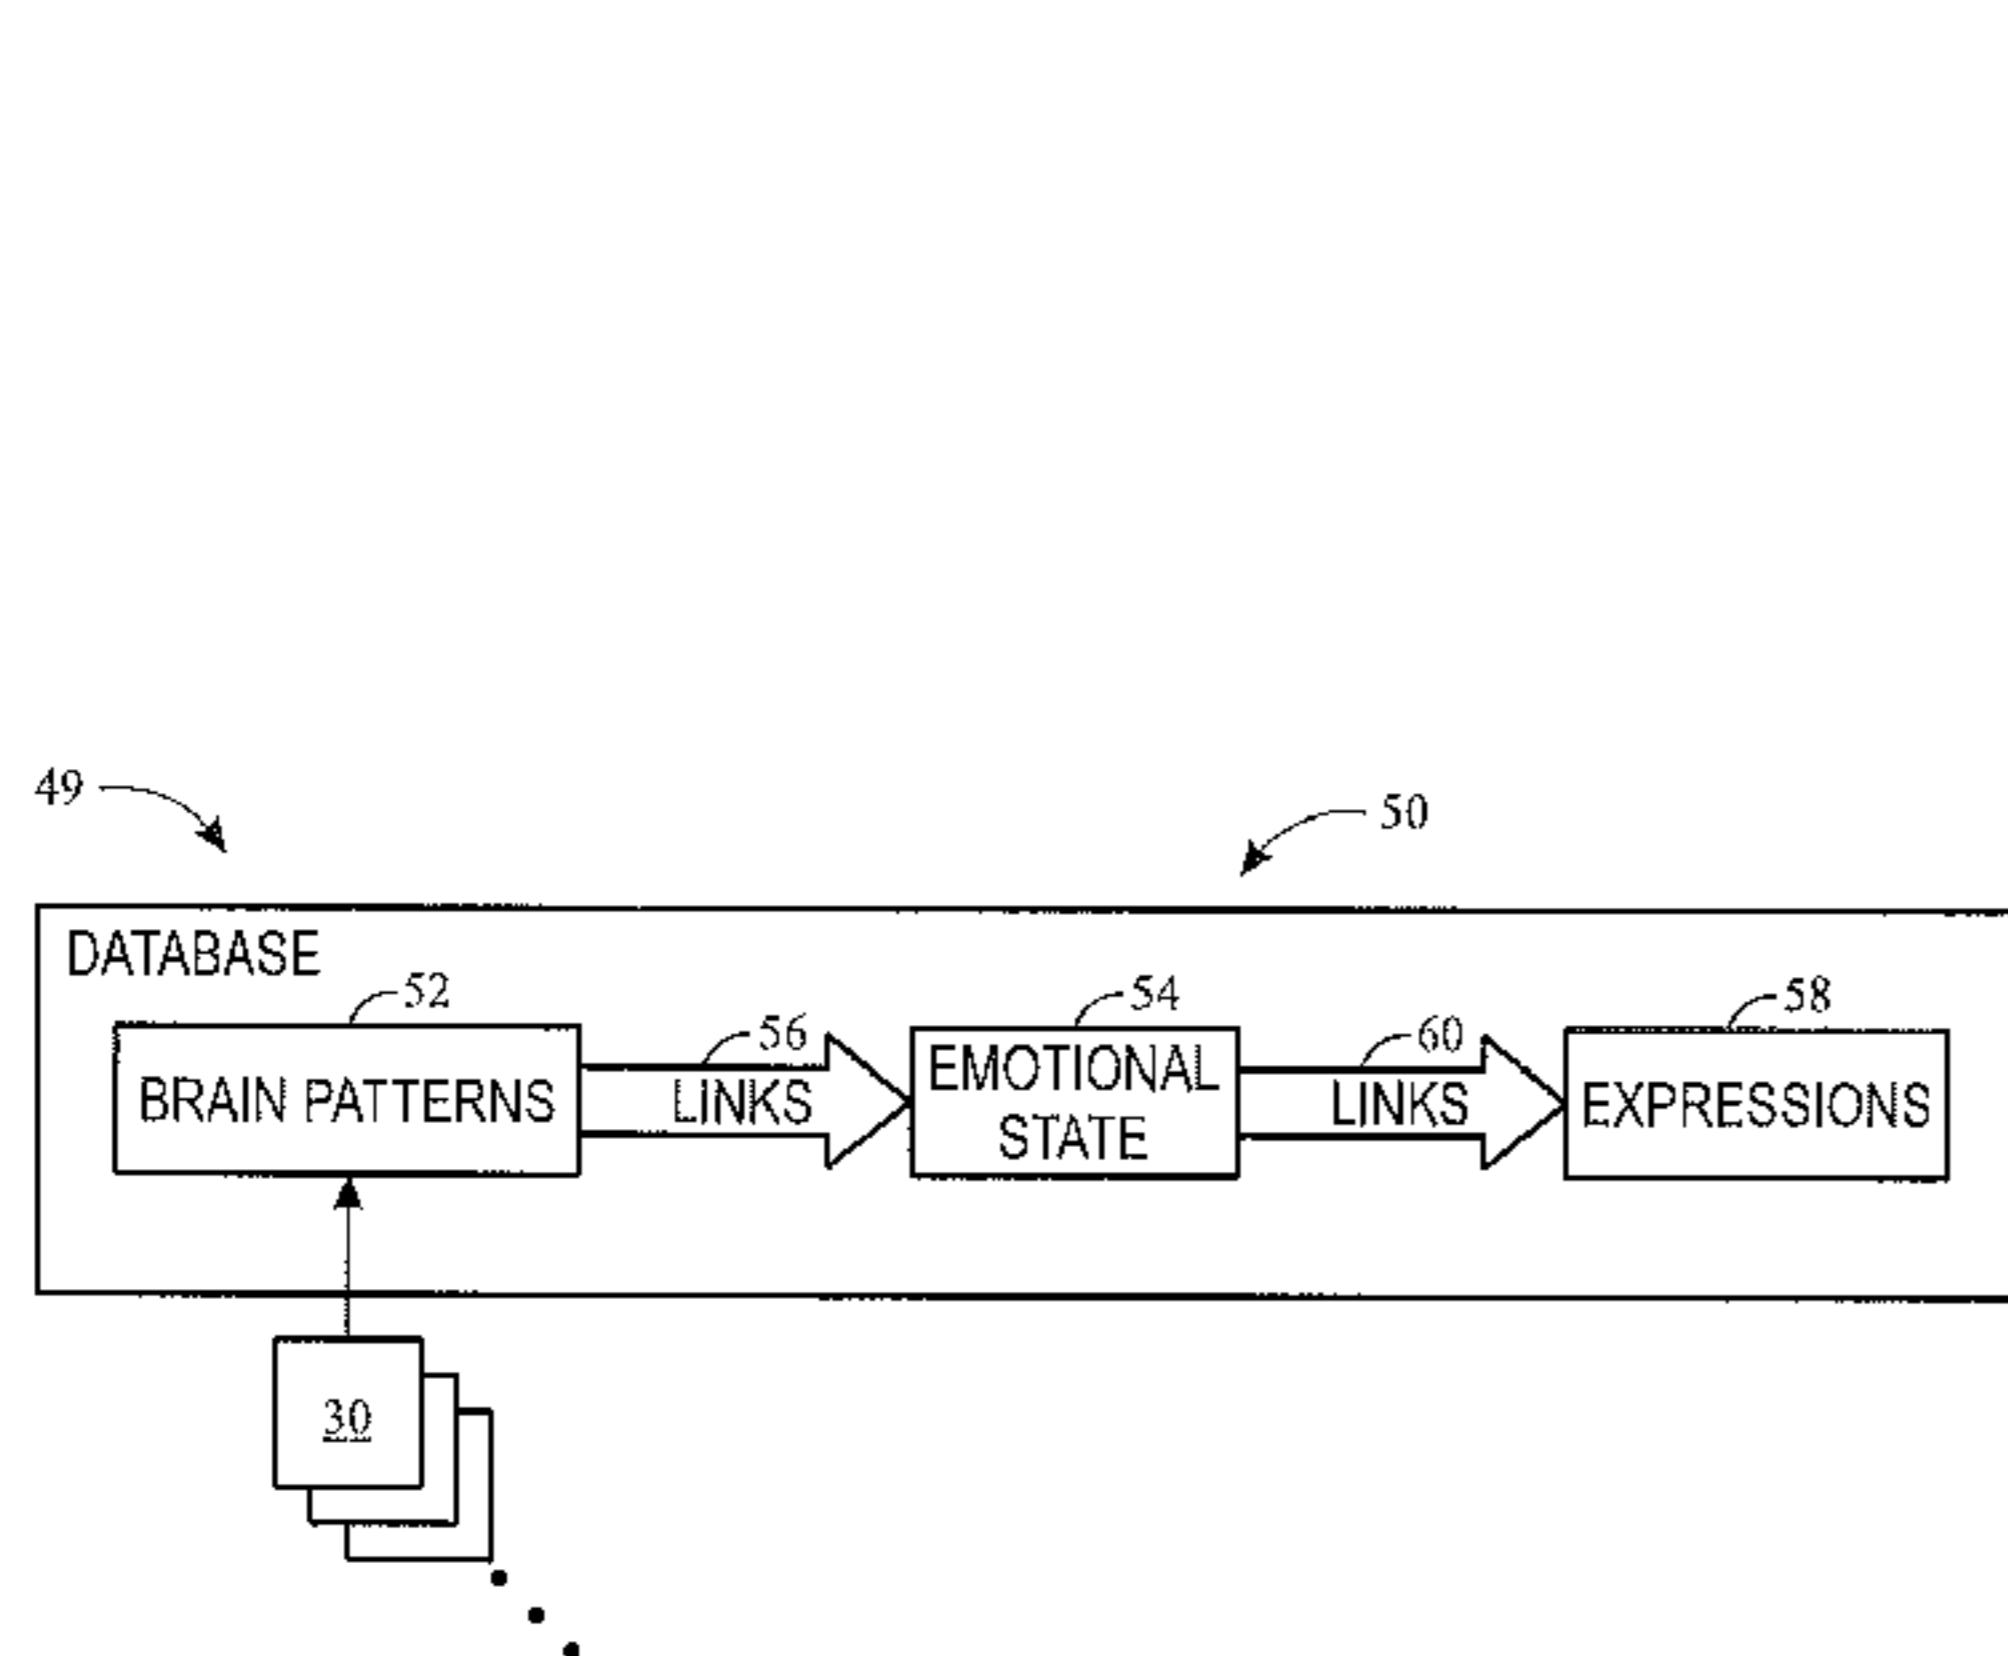 49
50
DATABASE
52
54
58
56
60
BRAIN PATTERNS
LINKS
EMOTIONAL
STATE
LINKS
EXPRESSIONS
30